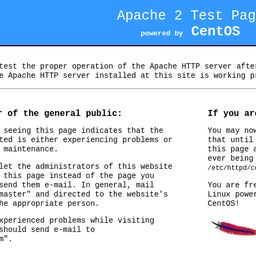 Apache 2 Test Pag
powered by CentOS
test the proper operation of the Apache HTTP server after
e Apache HTTP server installed at this site is working pr
r of the general public:
seeing this page indicates that the
ted is either experiencing problems or
maintenance.
let the administrators of this website
this page instead of the page you
send them e-mail. In general, mail
master" and directed to the website's
he appropriate person.
xperienced problems while visiting
should send e-mail to
m".
If you are
You may now
that until
this page a
ever being
/etc/httpd/co
You are fre
Linux power
CentOS!